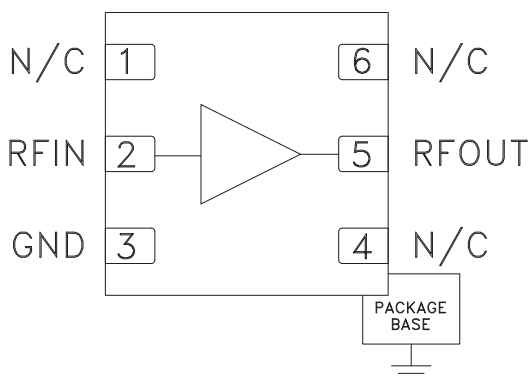 N/C 1 6 N/C
RFIN 2 5 RFOUT
GND 3 4 N/C
PACKAGE
BASE